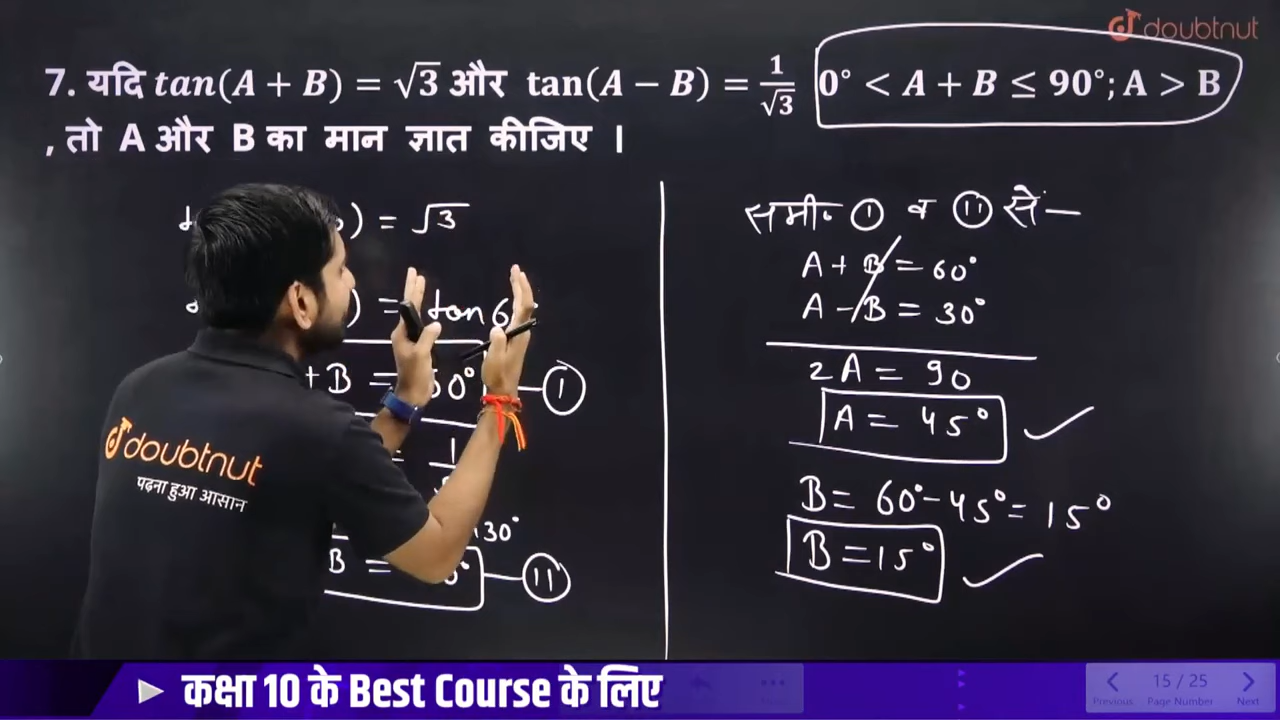 doubtnut
7. यदि tan(A + B) = √3 और tan(A − B) = 1/√3 0° < A + B ≤ 90°; A > B
, तो A और B का मान ज्ञात कीजिए ।
) = √3
) = tan 6
+ B = 60° — ①
= 1
30°
B = — ⑪
समी० ① व ⑪ से —
A + B = 60°
A − B = 30°
2A = 90
A = 45°
B = 60° − 45° = 15°
B = 15°
doubtnut
पढ़ना हुआ आसान
कक्षा 10 के Best Course के लिए
15 / 25
Previous Page Number Next